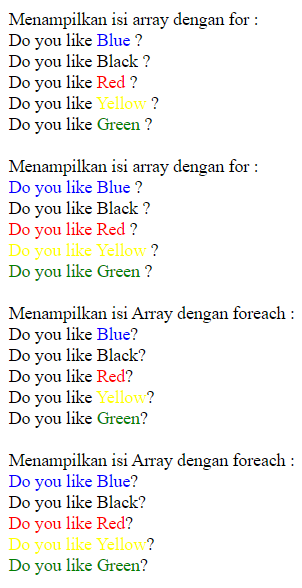 Menampilkan isi array dengan for :
Do you like Blue ?
Do you like Black ?
Do you like Red ?
Do you like Yellow ?
Do you like Green ?
Menampilkan isi array dengan for :
Do you like Blue ?
Do you like Black ?
Do you like Red ?
Do you like Yellow ?
Do you like Green ?
Menampilkan isi Array dengan foreach :
Do you like Blue?
Do you like Black?
Do you like Red?
Do you like Yellow?
Do you like Green?
Menampilkan isi Array dengan foreach :
Do you like Blue?
Do you like Black?
Do you like Red?
Do you like Yellow?
Do you like Green?